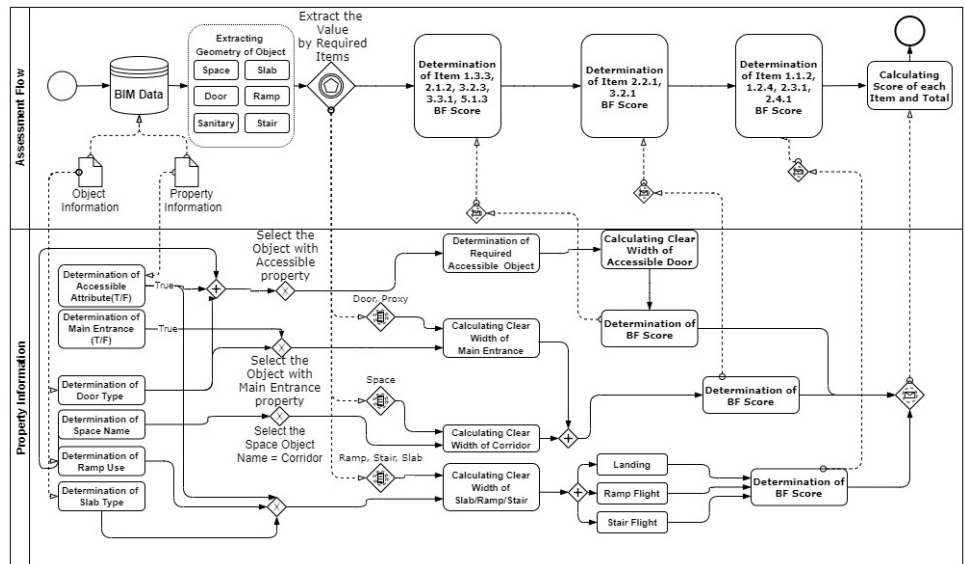 Assessment Flow
BIM Data
Extracting
Geometry of Object
Space
Slab
Door
Ramp
Sanitary
Stair
Extract the
Value
by Required
Items
Determination
of Item 1.3.3,
2.1.2, 3.2.3,
3.3.1, 5.1.3
BF Score
Determination
of Item 2.2.1,
3.2.1
BF Score
Determination
of Item 1.1.2,
1.2.4, 2.3.1,
2.4.1
BF Score
Calculating
Score of each
Item and Total
Object
Information
Property
Information
Property Information
Determination of
Accessible
Attribute(T/F)
True
Determination of
Main Entrance
(T/F)
True
Determination of
Door Type
Determination of
Space Name
Determination of
Ramp Use
Determination of
Slab Type
Select the
Object with
Accessible
property
Select the
Object with
Main Entrance
property
Select the
Space Object
Name = Corridor
Door, Proxy
Space
Ramp, Stair, Slab
Determination of
Required
Accessible Object
Calculating Clear
Width of
Accessible Door
Calculating Clear
Width of
Main Entrance
Determination of
BF Score
Calculating Clear
Width of Corridor
Determination of
BF Score
Calculating Clear
Width of
Slab/Ramp/Stair
Landing
Ramp Flight
Stair Flight
Determination of
BF Score